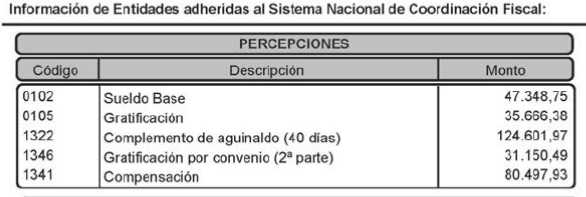 Información de Entidades adheridas al Sistema Nacional de Coordinación Fiscal:
PERCEPCIONES
Código Descripción Monto
0102 Sueldo Base 47.348,75
0105 Gratificación 35.666,38
1322 Complemento de aguinaldo (40 días) 124.601,97
1346 Gratificación por convenio (2ª parte) 31.150,49
1341 Compensación 80.497,93